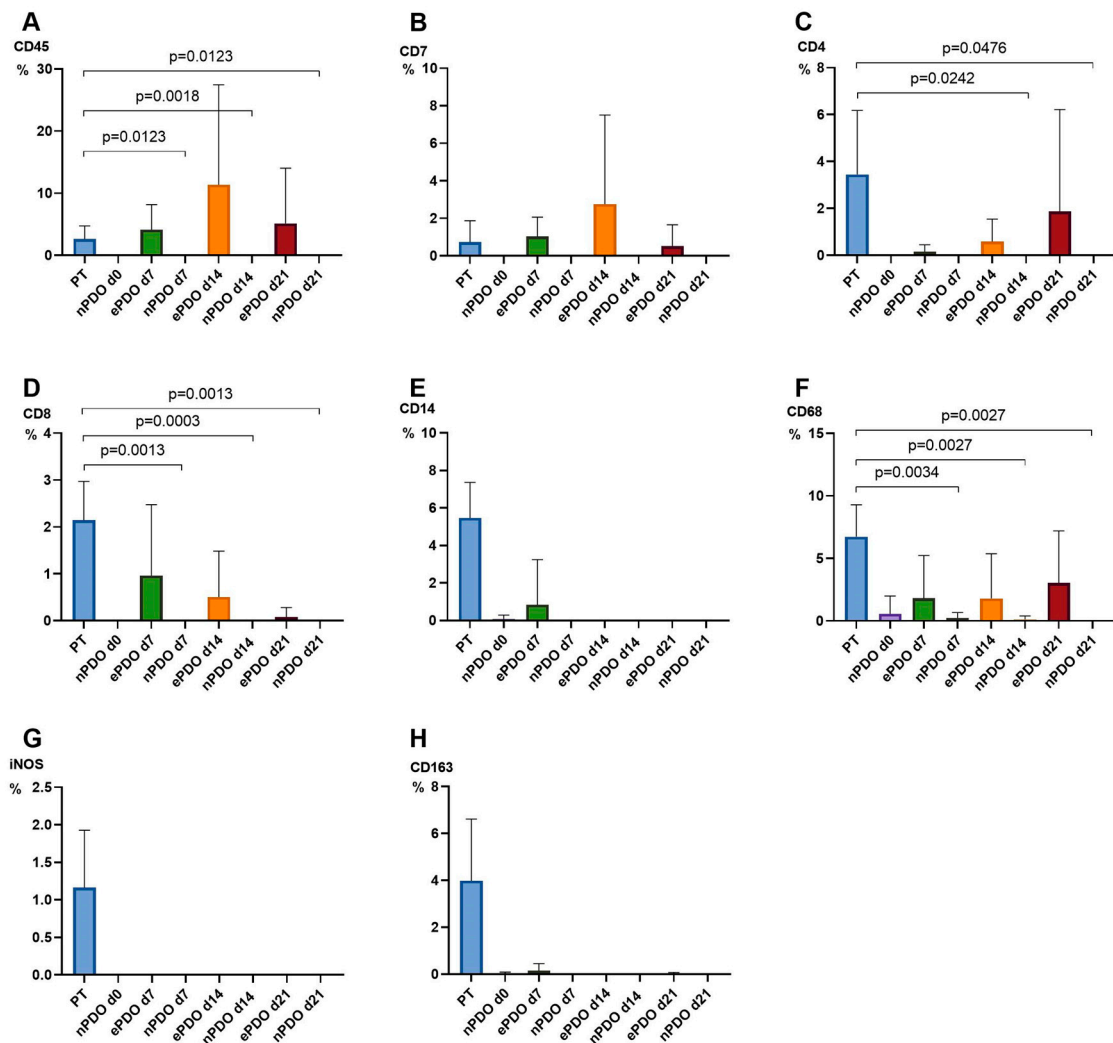 A
CD45
%
p=0.0123
p=0.0018
p=0.0123
30
20
10
0
PT
nPDO d0
ePDO d7
nPDO d7
ePDO d14
nPDO d14
ePDO d21
nPDO d21
B
CD7
%
10
8
6
4
2
0
PT
nPDO d0
ePDO d7
nPDO d7
ePDO d14
nPDO d14
ePDO d21
nPDO d21
C
CD4
%
p=0.0476
p=0.0242
8
6
4
2
0
PT
nPDO d0
ePDO d7
nPDO d7
ePDO d14
nPDO d14
ePDO d21
nPDO d21
D
CD8
%
p=0.0013
p=0.0003
p=0.0013
4
3
2
1
0
PT
nPDO d0
ePDO d7
nPDO d7
ePDO d14
nPDO d14
ePDO d21
nPDO d21
E
CD14
%
10
8
6
4
2
0
PT
nPDO d0
ePDO d7
nPDO d7
ePDO d14
nPDO d14
ePDO d21
nPDO d21
F
CD68
%
p=0.0027
p=0.0027
p=0.0034
15
10
5
0
PT
nPDO d0
ePDO d7
nPDO d7
ePDO d14
nPDO d14
ePDO d21
nPDO d21
G
iNOS
%
2.5
2.0
1.5
1.0
0.5
0.0
PT
nPDO d0
ePDO d7
nPDO d7
ePDO d14
nPDO d14
ePDO d21
nPDO d21
H
CD163
%
8
6
4
2
0
PT
nPDO d0
ePDO d7
nPDO d7
ePDO d14
nPDO d14
ePDO d21
nPDO d21